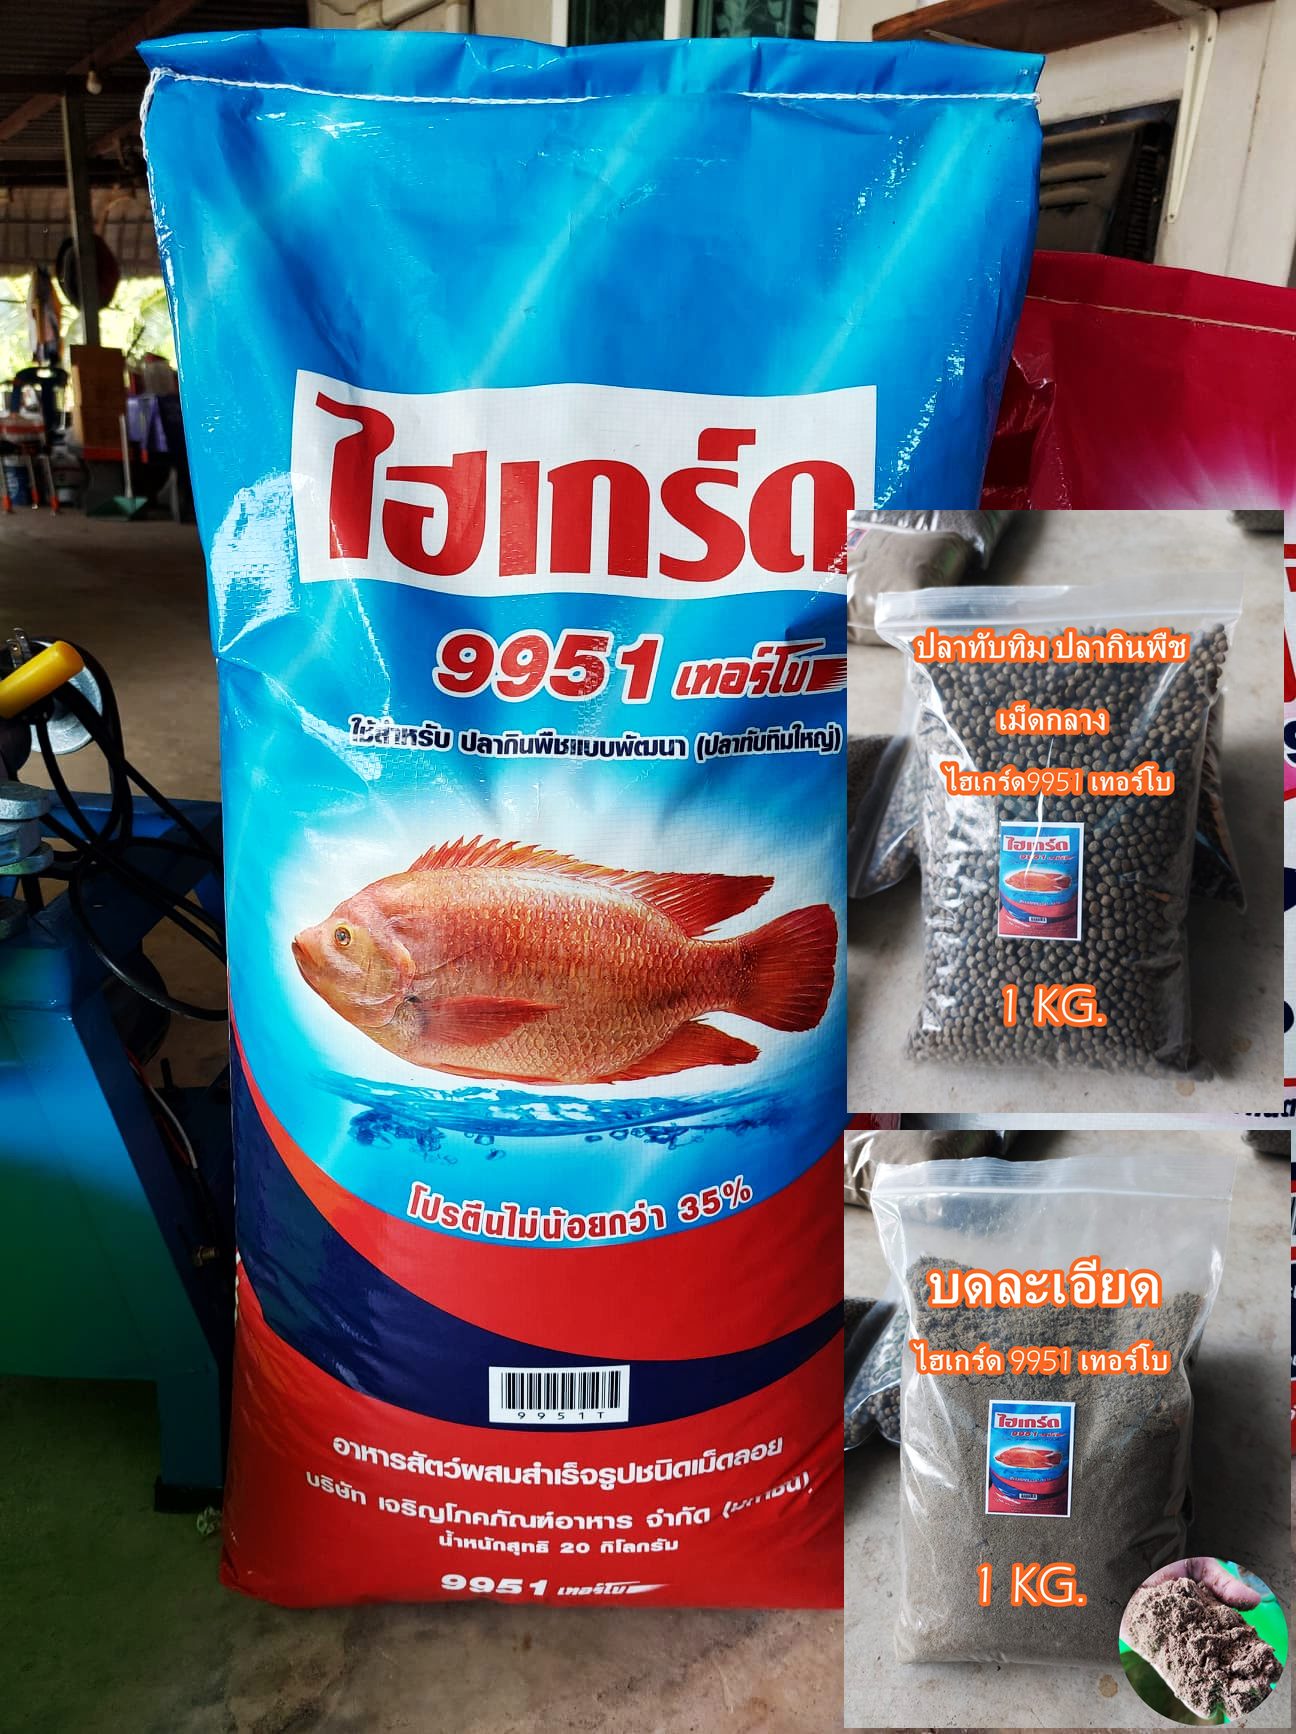 ไฮเกร์ด
9951 เทอร์โบ
ใช้สำหรับ ปลากินพืชแบบพัฒนา (ปลาทับทิมใหญ่)
โปรตีนไม่น้อยกว่า 35%
9951T
อาหารสัตว์ผสมสำเร็จรูปชนิดเม็ดลอย
บริษัท เจริญโภคภัณฑ์อาหาร จำกัด (มหาชน)
น้ำหนักสุทธิ 20 กิโลกรัม
9951 เทอร์โบ
ปลาทับทิม ปลากินพืช
เม็ดกลาง
ไฮเกร์ด9951 เทอร์โบ
ไฮเกร์ด
9951
1 KG.
บดละเอียด
ไฮเกร์ด 9951 เทอร์โบ
ไฮเกร์ด
9951
1 KG.